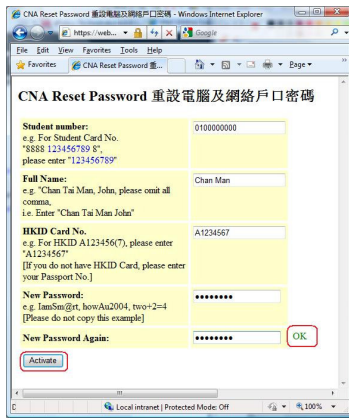 CNA Reset Password 重設電腦及網絡戶口密碼 - Windows Internet Explorer
https://web...
Google
File Edit View Favorites Tools Help
Favorites CNA Reset Password 重... Page
CNA Reset Password 重設電腦及網絡戶口密碼
Student number:
e.g. For Student Card No.
"8888 123456789 8",
please enter "123456789"
0100000000
Full Name:
e.g. "Chan Tai Man, John, please omit all
comma,
i.e. Enter "Chan Tai Man John"
Chan Man
HKID Card No.
e.g. For HKID A123456(7), please enter
"A1234567"
[If you do not have HKID Card, please enter
your Passport No.]
A1234567
New Password:
e.g. IamSm@rt, howAu2004, two+2=4
[Please do not copy this example]
●●●●●●●●
New Password Again:
●●●●●●●●
OK
Activate
Local intranet | Protected Mode: Off 100%